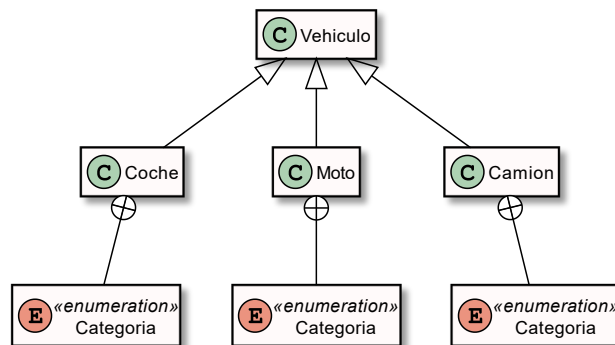 C Vehiculo
C Coche
C Moto
C Camion
E «enumeration»
Categoria
E «enumeration»
Categoria
E «enumeration»
Categoria